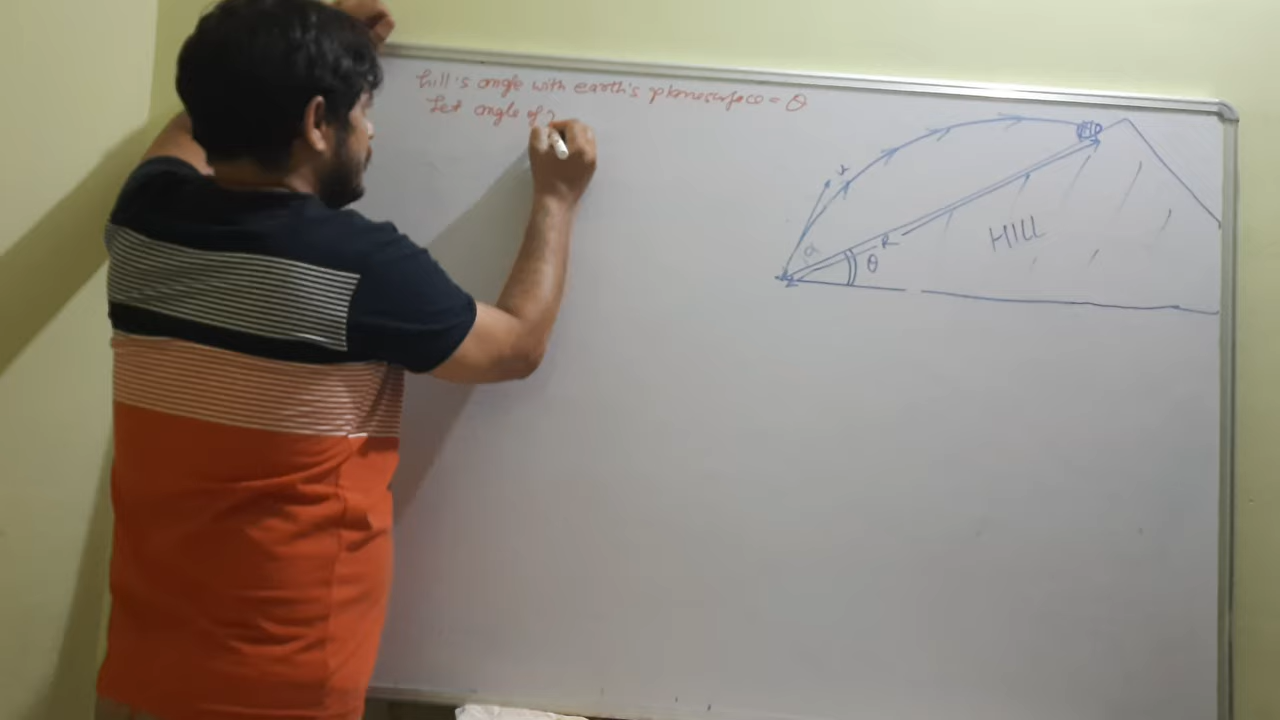 hill's angle with earth's plane surface = θ
Let angle of
u
α
R
θ
HILL